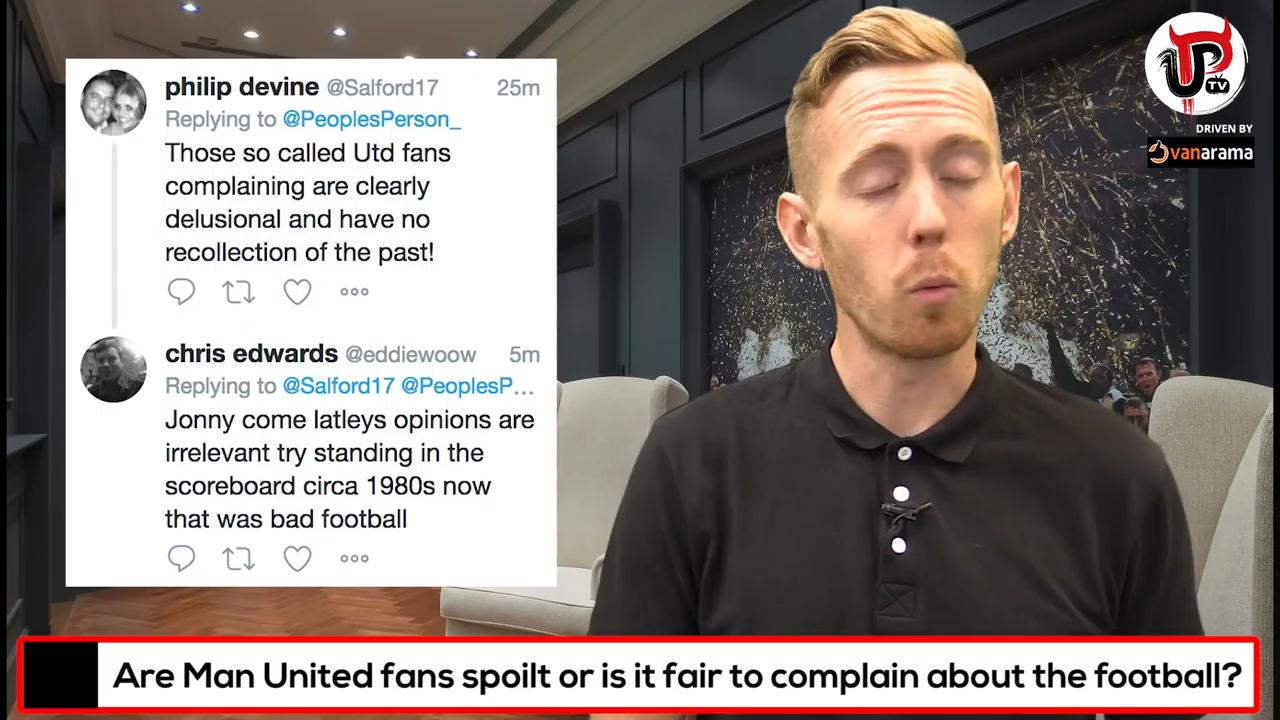 philip devine @Salford17 25m
Replying to @PeoplesPerson_
Those so called Utd fans
complaining are clearly
delusional and have no
recollection of the past!
chris edwards @eddiewoow 5m
Replying to @Salford17 @PeoplesP...
Jonny come latleys opinions are
irrelevant try standing in the
scoreboard circa 1980s now
that was bad football
UP
TV
DRIVEN BY
vanarama
Are Man United fans spoilt or is it fair to complain about the football?